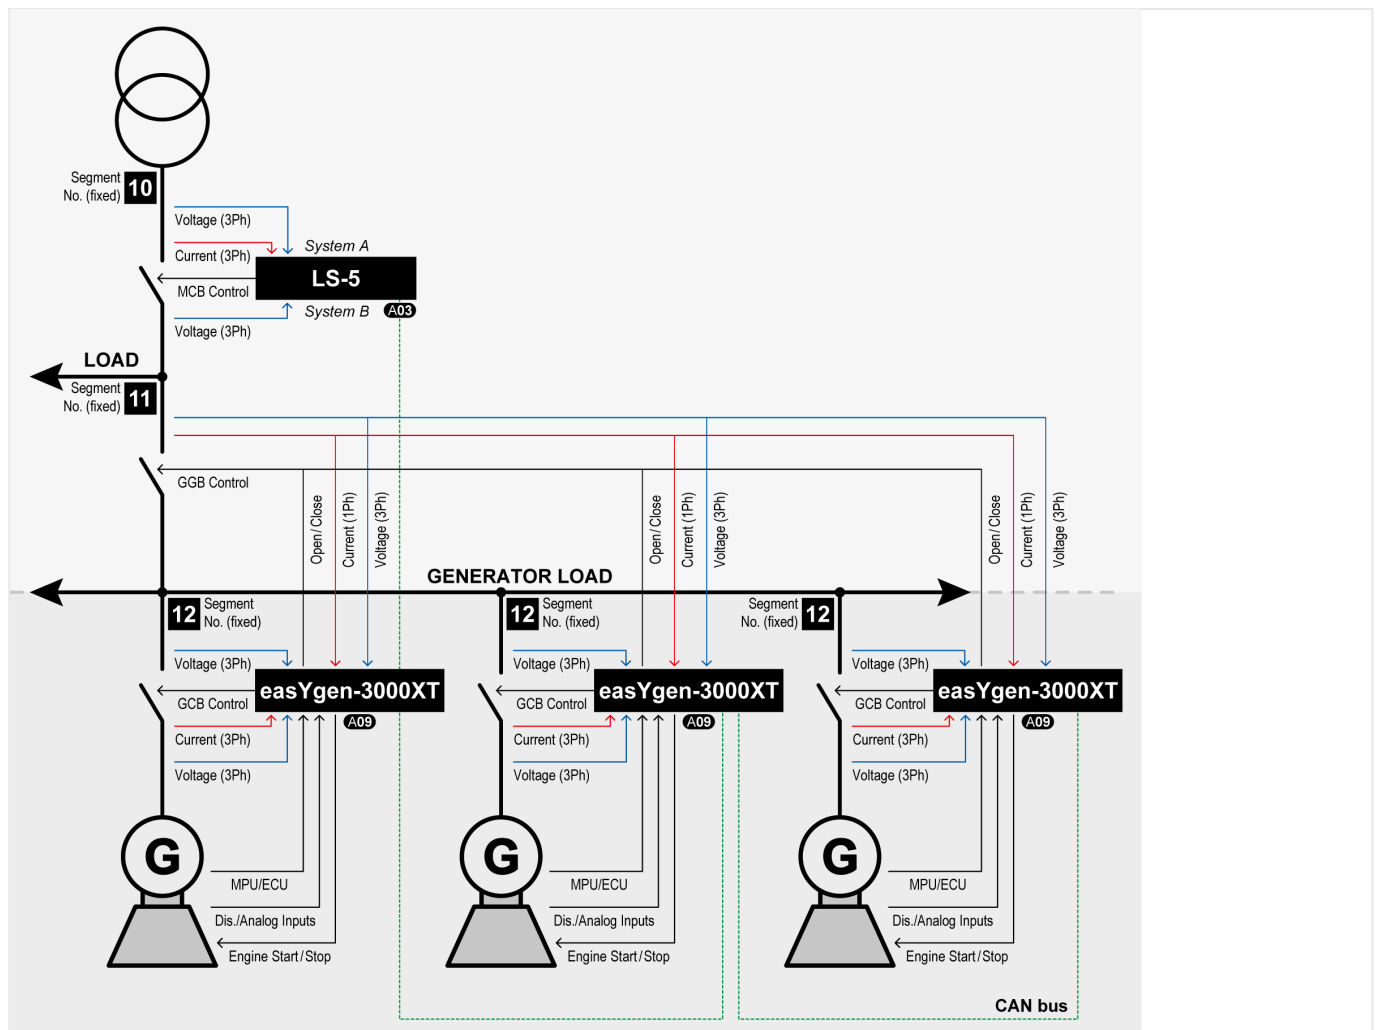 Segment
No. (fixed)
10
Voltage (3Ph)
Current (3Ph)
System A
LS-5
MCB Control
System B
A03
Voltage (3Ph)
LOAD
Segment
No. (fixed)
11
GGB Control
Open/Close
Current (1Ph)
Voltage (3Ph)
Open/Close
Current (1Ph)
Voltage (3Ph)
Open/Close
Current (1Ph)
Voltage (3Ph)
GENERATOR LOAD
12
Segment
No. (fixed)
12
Segment
No. (fixed)
Segment
No. (fixed)
12
Voltage (3Ph)
easYgen-3000XT
GCB Control
A09
Current (3Ph)
Voltage (3Ph)
G
MPU/ECU
Dis./Analog Inputs
Engine Start/Stop
Voltage (3Ph)
easYgen-3000XT
GCB Control
A09
Current (3Ph)
Voltage (3Ph)
G
MPU/ECU
Dis./Analog Inputs
Engine Start/Stop
Voltage (3Ph)
easYgen-3000XT
GCB Control
A09
Current (3Ph)
Voltage (3Ph)
G
MPU/ECU
Dis./Analog Inputs
Engine Start/Stop
CAN bus